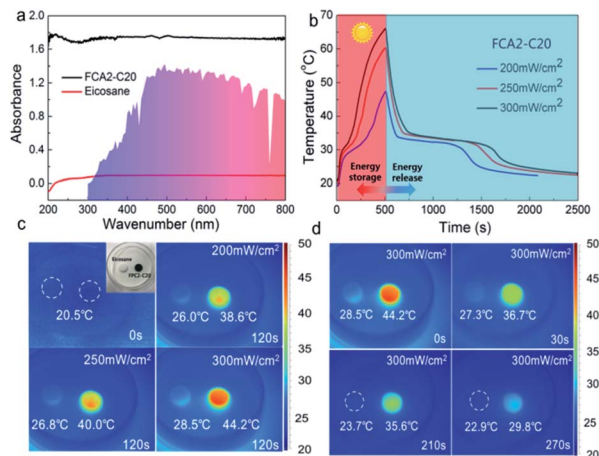 a
FCA2-C20
Eicosane
Absorbance
1.8
1.5
1.2
0.9
0.6
0.3
0.0
200 300 400 500 600 700 800
Wavenumber (nm)
b
FCA2-C20
200mW/cm2
250mW/cm2
300mW/cm2
Temperature (°C)
70
60
50
40
30
20
Energy storage
Energy release
0 500 1000 1500 2000 2500
Time (s)
c
Eicosane
FPC2-C20
20.5℃
0s
200mW/cm2
26.0℃ 38.6℃
120s
250mW/cm2
26.8℃ 40.0℃
120s
300mW/cm2
28.5℃ 44.2℃
120s
50
45
40
35
30
25
20
d
300mW/cm2
28.5℃ 44.2℃
0s
300mW/cm2
27.3℃ 36.7℃
30s
300mW/cm2
23.7℃ 35.6℃
210s
300mW/cm2
22.9℃ 29.8℃
270s
50
45
40
35
30
25
20